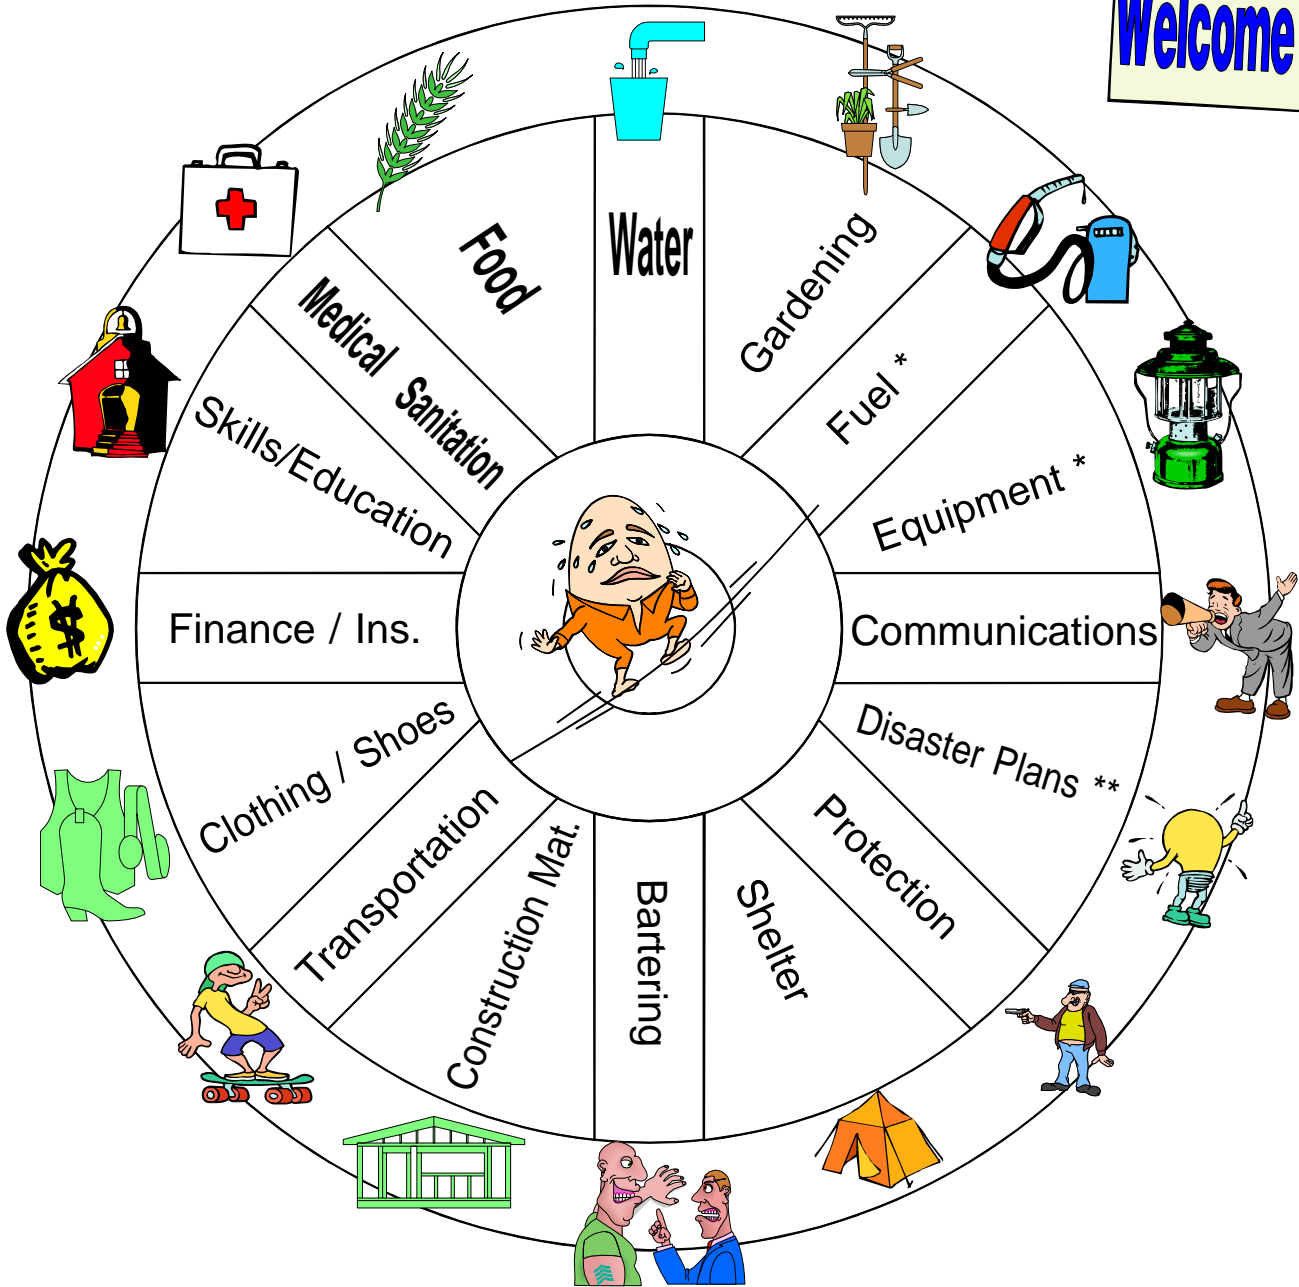 Welcome
Water
Gardening
Fuel *
Equipment *
Communications
Disaster Plans **
Protection
Shelter
Bartering
Construction Mat.
Transportation
Clothing / Shoes
Finance / Ins.
Skills/Education
Medical Sanitation
Food
$